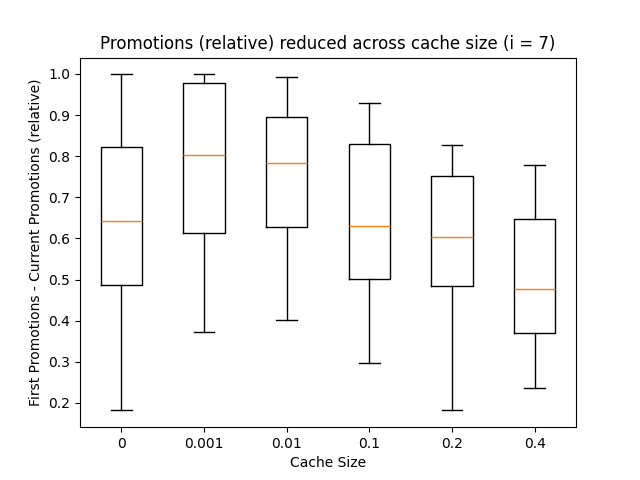 Promotions (relative) reduced across cache size (i = 7)
First Promotions - Current Promotions (relative)
1.0
0.9
0.8
0.7
0.6
0.5
0.4
0.3
0.2
0 0.001 0.01 0.1 0.2 0.4
Cache Size